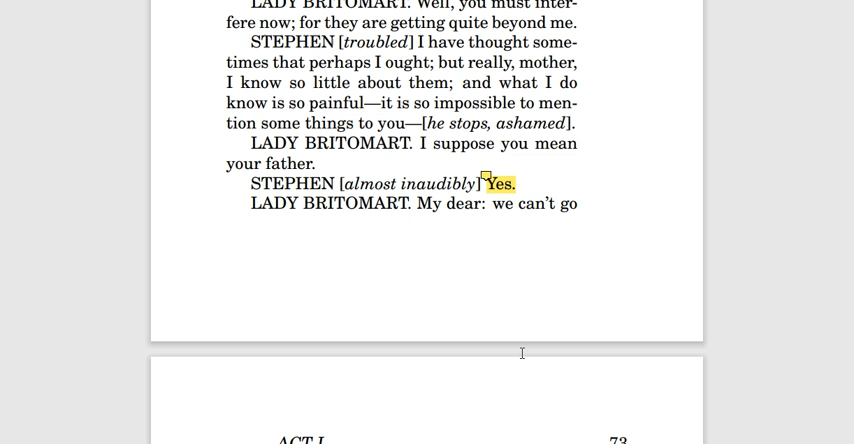 LADY BRITOMART. Well, you must inter-
fere now; for they are getting quite beyond me.
STEPHEN [troubled] I have thought some-
times that perhaps I ought; but really, mother,
I know so little about them; and what I do
know is so painful—it is so impossible to men-
tion some things to you—[he stops, ashamed].
LADY BRITOMART. I suppose you mean
your father.
STEPHEN [almost inaudibly] Yes.
LADY BRITOMART. My dear: we can’t go
ACT I 73